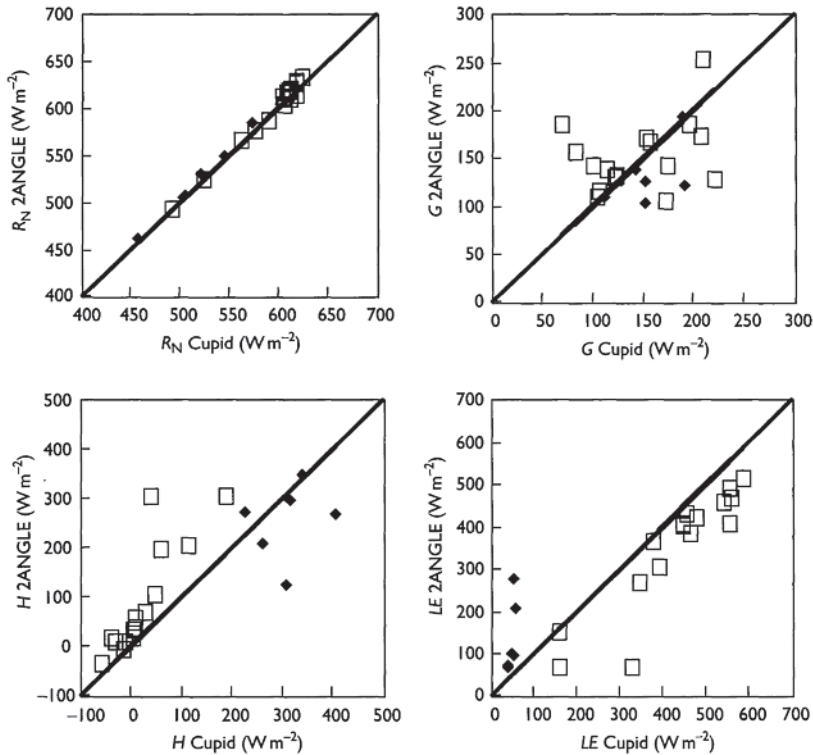 700
650
600
550
500
450
400
R_N 2ANGLE (W m⁻²)
400 450 500 550 600 650 700
R_N Cupid (W m⁻²)
300
250
200
150
100
50
0
G 2ANGLE (W m⁻²)
0 50 100 150 200 250 300
G Cupid (W m⁻²)
500
400
300
200
100
0
−100
H 2ANGLE (W m⁻²)
−100 0 100 200 300 400 500
H Cupid (W m⁻²)
700
600
500
400
300
200
100
0
LE 2ANGLE (W m⁻²)
0 100 200 300 400 500 600 700
LE Cupid (W m⁻²)